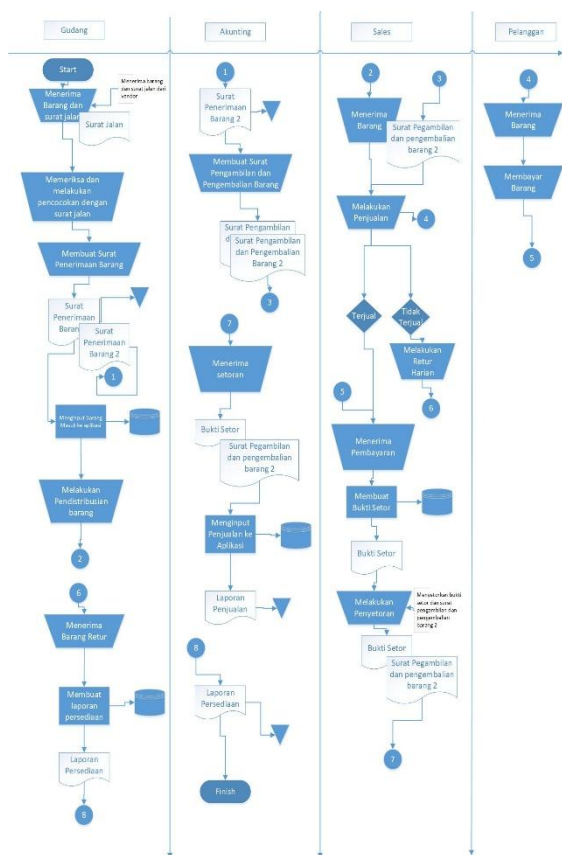 Gudang
Akunting
Sales
Pelanggan
Start
Menerima
Barang dan
surat jalan
Menerima barang
dan surat jalan dari
vendor
Surat Jalan
Memeriksa dan
melakukan
pencocokan dengan
surat jalan
Membuat Surat
Penerimaan Barang
Surat
Penerimaan
Barang
Surat
Penerimaan
Barang 2
1
Menginput Barang
Masuk ke aplikasi
Melakukan
Pendistribusian
barang
2
6
Menerima
Barang Retur
Membuat
laporan
persediaan
Laporan
Persediaan
8
1
Surat
Penerimaan
Barang 2
Membuat Surat
Pengambilan dan
Pengembalian Barang
Surat Pengambilan
Surat Pengambilan
dan Pengembalian
Barang 2
3
7
Menerima
setoran
Bukti Setor
Surat Pegambilan
dan pengembalian
barang 2
Menginput
Penjualan ke
Aplikasi
Laporan
Penjualan
8
Laporan
Persediaan
Finish
2
3
Menerima
Barang
Surat Pegambilan
dan pengembalian
barang 2
Melakukan
Penjualan
4
Terjual
Tidak
Terjual
Melakukan
Retur
Harian
5
6
Menerima
Pembayaran
Membuat
Bukti Setor
Bukti Setor
Melakukan
Penyetoran
Menyetorkan bukti
setor dan surat
pengambilan dan
pengembalian
barang 2
Bukti Setor
Surat Pegambilan
dan pengembalian
barang 2
7
4
Menerima
Barang
Membayar
Barang
5